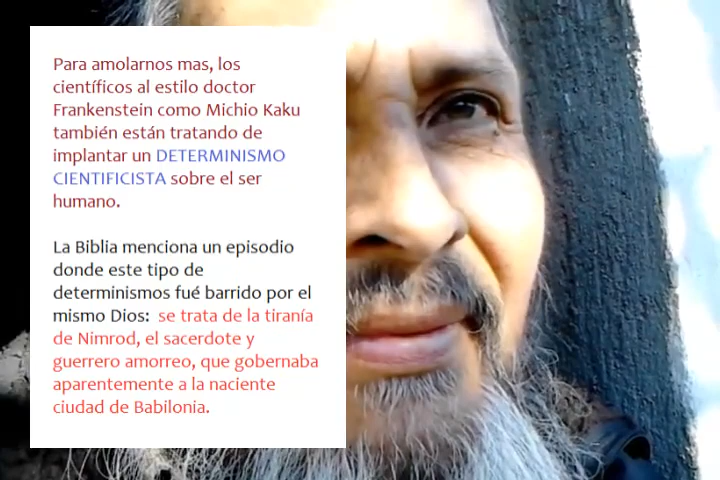 Para amolarnos mas, los
científicos al estilo doctor
Frankenstein como Michio Kaku
también están tratando de
implantar un DETERMINISMO
CIENTIFICISTA sobre el ser
humano.
La Biblia menciona un episodio
donde este tipo de
determinismos fué barrido por el
mismo Dios: se trata de la tiranía
de Nimrod, el sacerdote y
guerrero amorreo, que gobernaba
aparentemente a la naciente
ciudad de Babilonia.